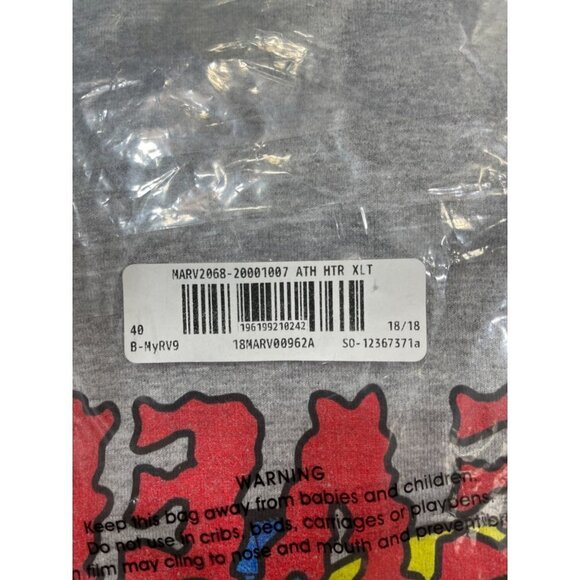 MARV2068-20001007 ATH HTR XLT
196199210242
40
18/18
B-MyRV9
18MARV00962A
SO-12367371a
WARNING
Keep this bag away from babies and children.
Do not use in cribs, beds, carriages or playpens.
film may cling to nose and mouth and prevent